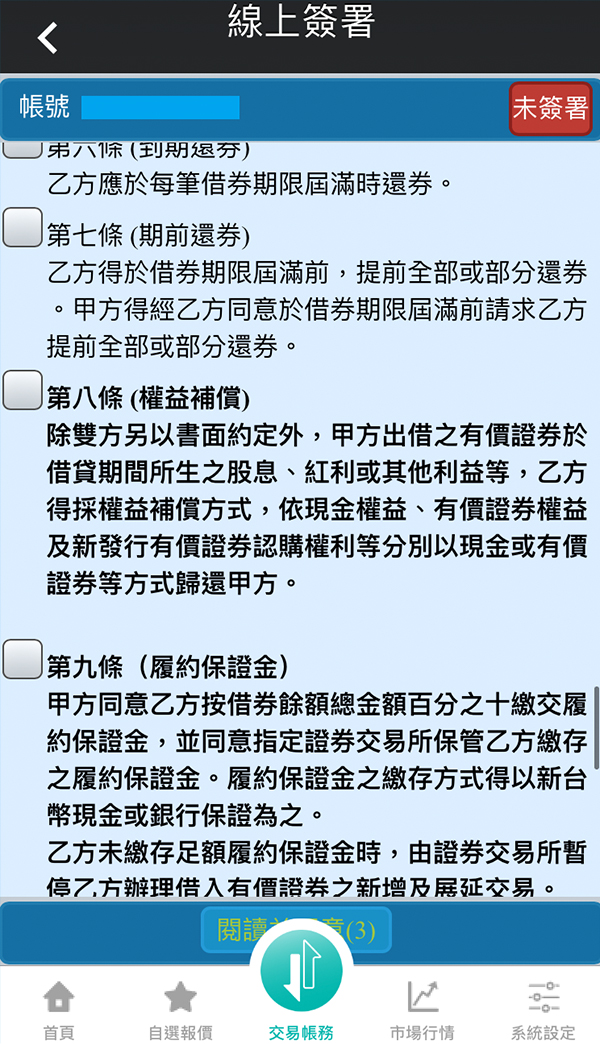 線上簽署
帳號
未簽署
第六條 (到期還券)
乙方應於每筆借券期限屆滿時還券。
第七條 (期前還券)
乙方得於借券期限屆滿前，提前全部或部分還券
。甲方得經乙方同意於借券期限屆滿前請求乙方
提前全部或部分還券。
第八條 (權益補償)
除雙方另以書面約定外，甲方出借之有價證券於
借貸期間所生之股息、紅利或其他利益等，乙方
得採權益補償方式，依現金權益、有價證券權益
及新發行有價證券認購權利等分別以現金或有價
證券等方式歸還甲方。
第九條（履約保證金）
甲方同意乙方按借券餘額總金額百分之十繳交履
約保證金，並同意指定證券交易所保管乙方繳存
之履約保證金。履約保證金之繳存方式得以新台
幣現金或銀行保證為之。
乙方未繳存足額履約保證金時，由證券交易所暫
停乙方辦理借入有價證券之新增及展延交易。
閱讀並同意(3)
首頁
自選報價
交易帳務
市場行情
系統設定